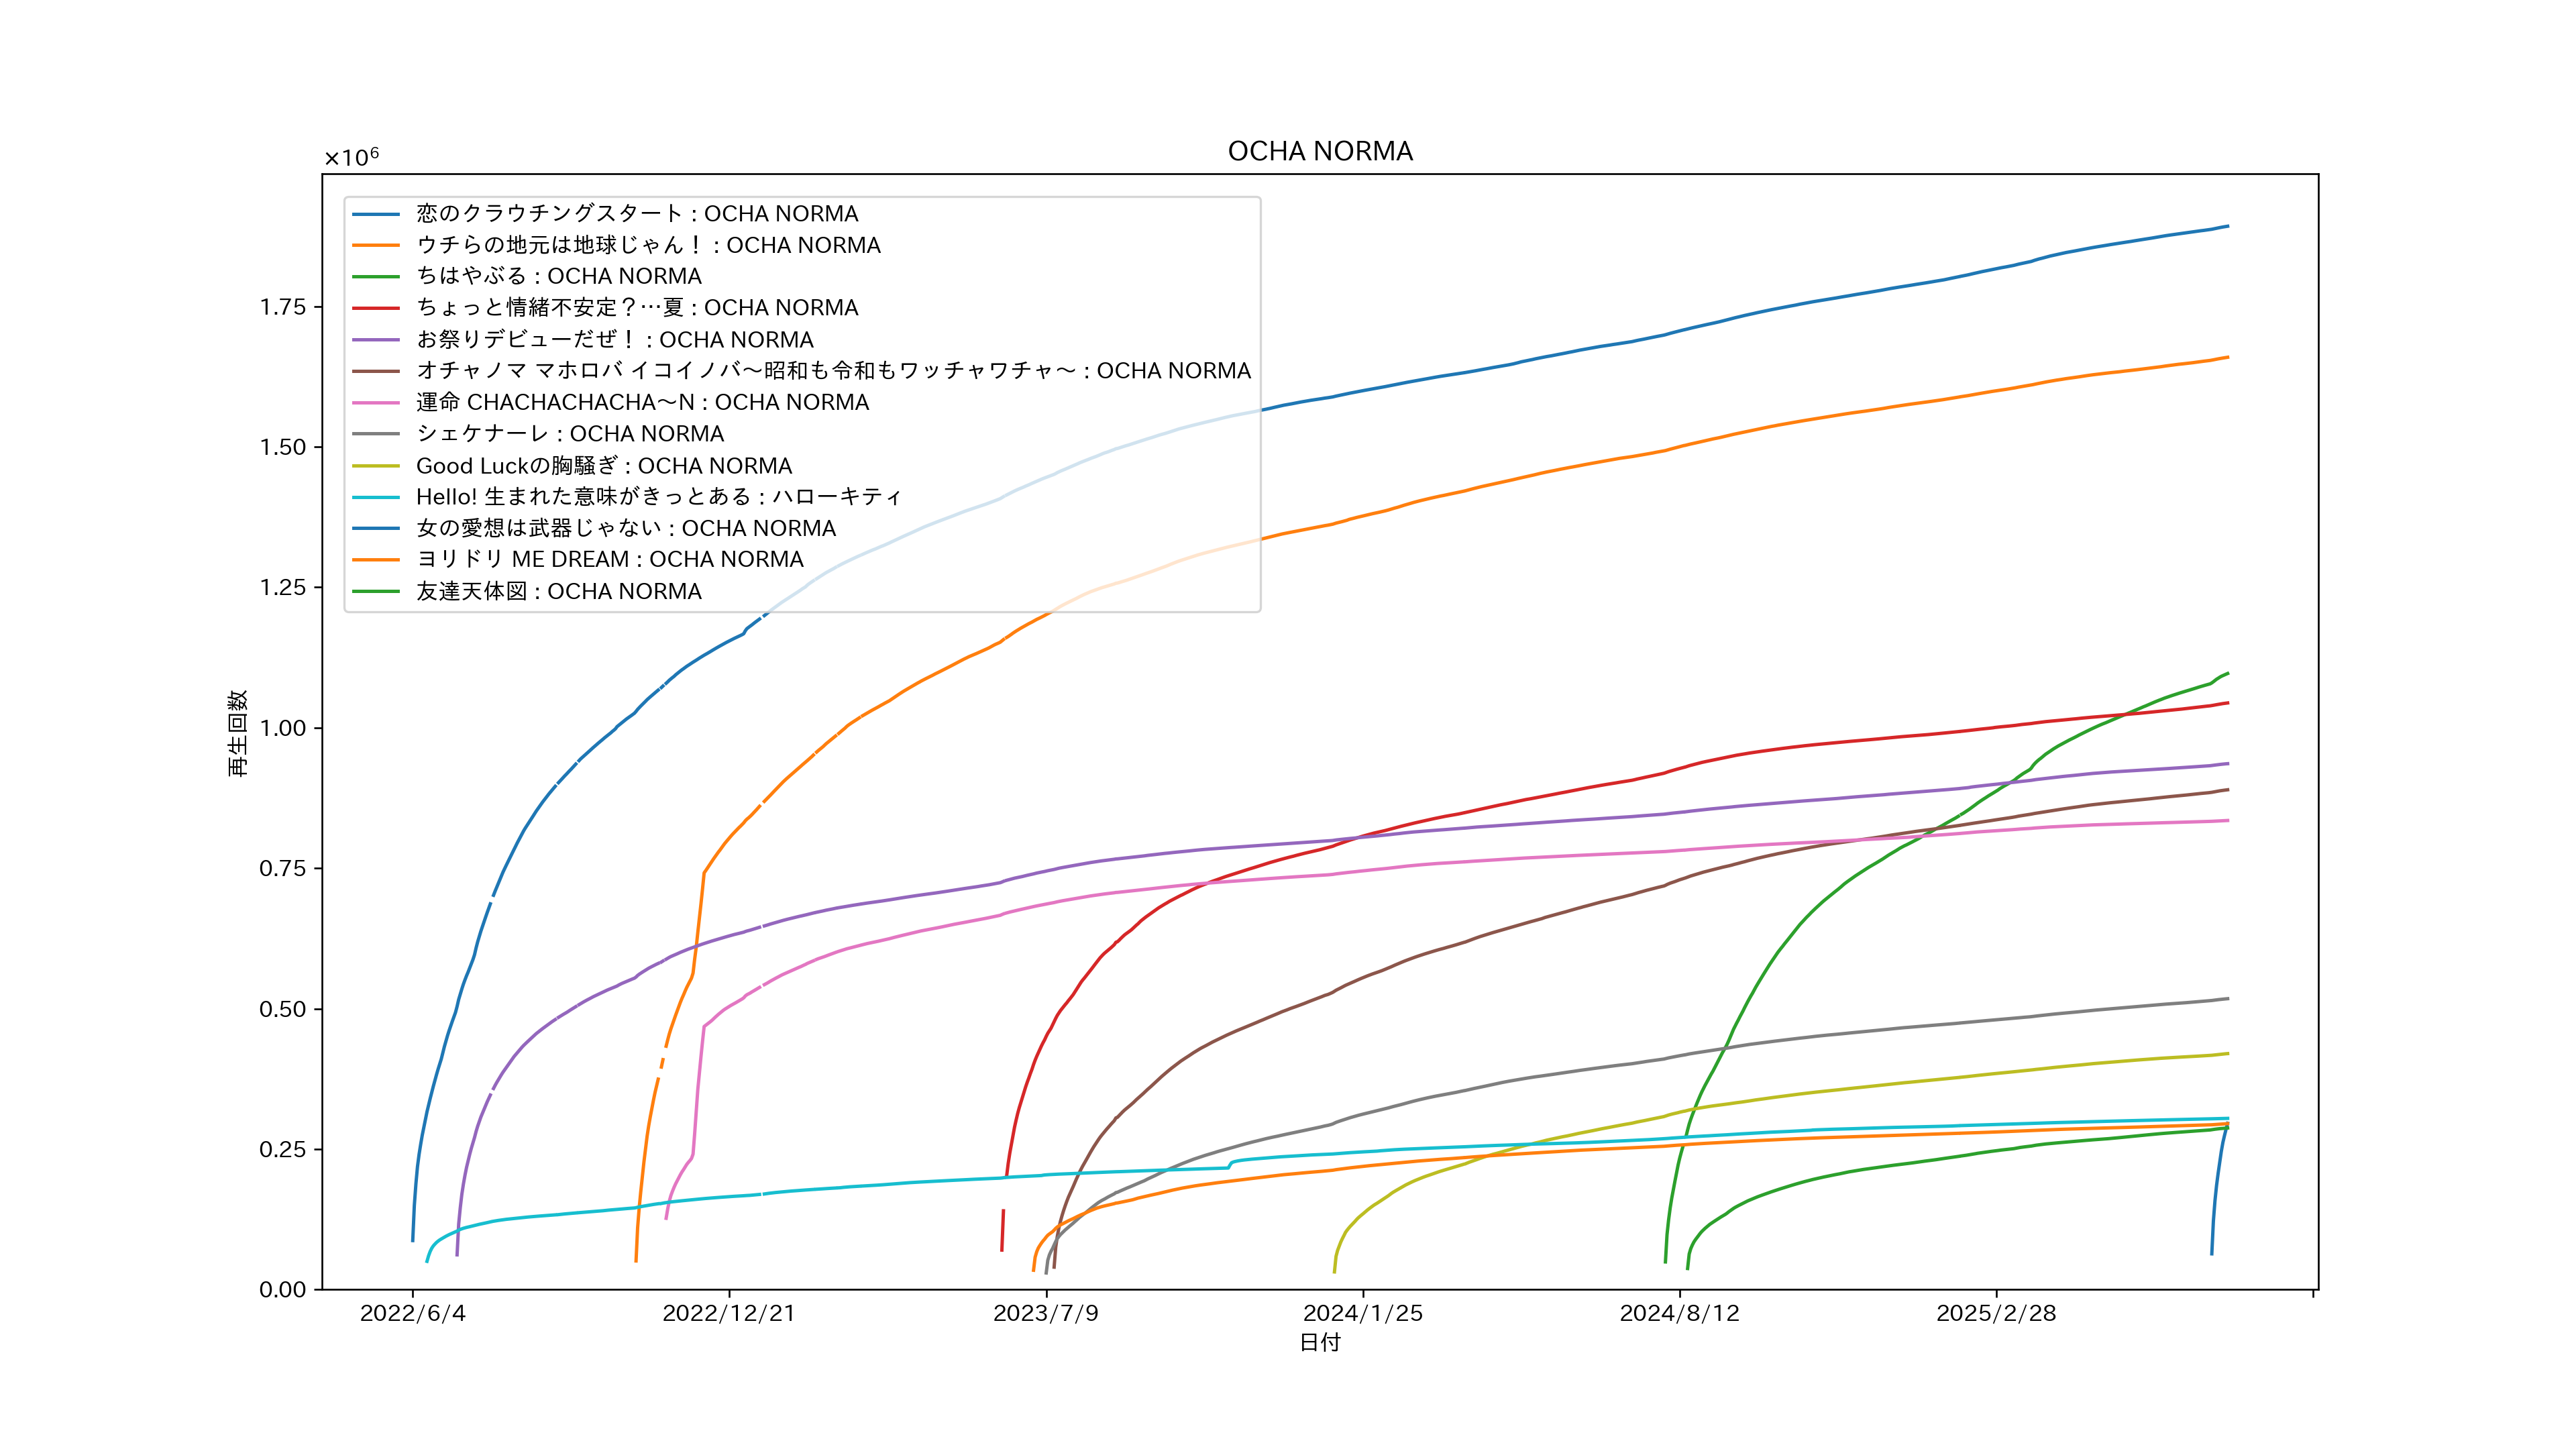 OCHA NORMA
×10⁶
恋のクラウチングスタート : OCHA NORMA
ウチらの地元は地球じゃん！ : OCHA NORMA
ちはやぶる : OCHA NORMA
ちょっと情緒不安定？…夏 : OCHA NORMA
お祭りデビューだぜ！ : OCHA NORMA
オチャノマ マホロバ イコイノバ～昭和も令和もワッチャワチャ～ : OCHA NORMA
運命 CHACHACHACHA～N : OCHA NORMA
シェケナーレ : OCHA NORMA
Good Luckの胸騒ぎ : OCHA NORMA
Hello! 生まれた意味がきっとある : ハローキティ
女の愛想は武器じゃない : OCHA NORMA
ヨリドリ ME DREAM : OCHA NORMA
友達天体図 : OCHA NORMA
1.75
1.50
1.25
1.00
0.75
0.50
0.25
0.00
再生回数
2022/6/4
2022/12/21
2023/7/9
2024/1/25
2024/8/12
2025/2/28
日付